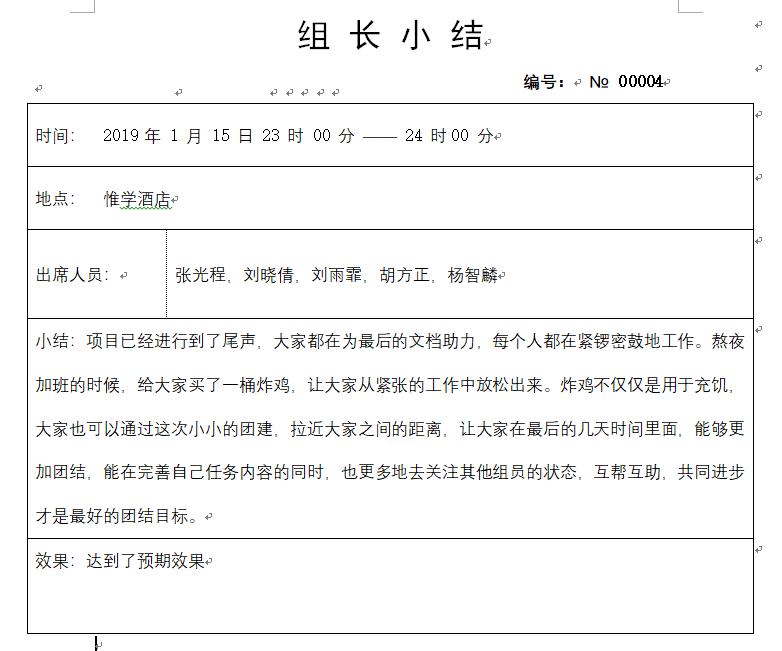 组 长 小 结
编号： № 00004
时间： 2019 年 1 月 15 日 23 时 00 分 —— 24 时 00 分
地点： 惟学酒店
出席人员： 张光程，刘晓倩，刘雨霏，胡方正，杨智麟
小结：项目已经进行到了尾声，大家都在为最后的文档助力，每个人都在紧锣密鼓地工作。熬夜
加班的时候，给大家买了一桶炸鸡，让大家从紧张的工作中放松出来。炸鸡不仅仅是用于充饥，
大家也可以通过这次小小的团建，拉近大家之间的距离，让大家在最后的几天时间里面，能够更
加团结，能在完善自己任务内容的同时，也更多地去关注其他组员的状态，互帮互助，共同进步
才是最好的团结目标。
效果：达到了预期效果